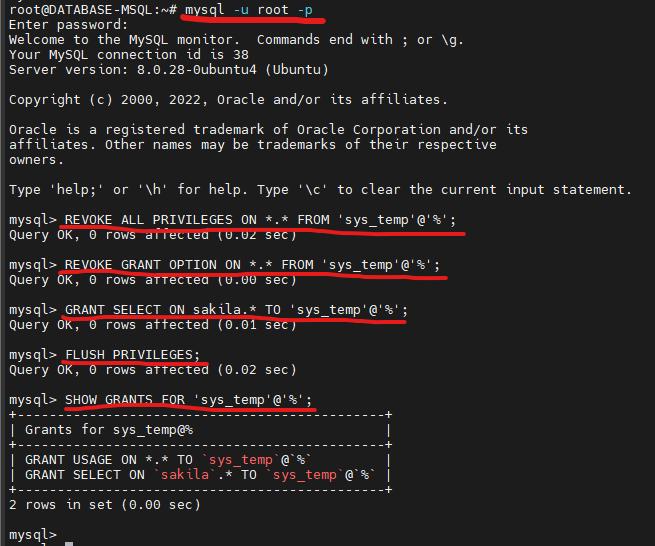 root@DATABASE-MSQL:~# mysql -u root -p
Enter password:
Welcome to the MySQL monitor.  Commands end with ; or \g.
Your MySQL connection id is 38
Server version: 8.0.28-0ubuntu4 (Ubuntu)

Copyright (c) 2000, 2022, Oracle and/or its affiliates.

Oracle is a registered trademark of Oracle Corporation and/or its
affiliates. Other names may be trademarks of their respective
owners.

Type 'help;' or '\h' for help. Type '\c' to clear the current input statement.

mysql> REVOKE ALL PRIVILEGES ON *.* FROM 'sys_temp'@'%';
Query OK, 0 rows affected (0.02 sec)

mysql> REVOKE GRANT OPTION ON *.* FROM 'sys_temp'@'%';
Query OK, 0 rows affected (0.00 sec)

mysql> GRANT SELECT ON sakila.* TO 'sys_temp'@'%';
Query OK, 0 rows affected (0.01 sec)

mysql> FLUSH PRIVILEGES;
Query OK, 0 rows affected (0.02 sec)

mysql> SHOW GRANTS FOR 'sys_temp'@'%';
+----------------------------------------------+
| Grants for sys_temp@%                        |
+----------------------------------------------+
| GRANT USAGE ON *.* TO `sys_temp`@`%`         |
| GRANT SELECT ON `sakila`.* TO `sys_temp`@`%` |
+----------------------------------------------+
2 rows in set (0.00 sec)

mysql>